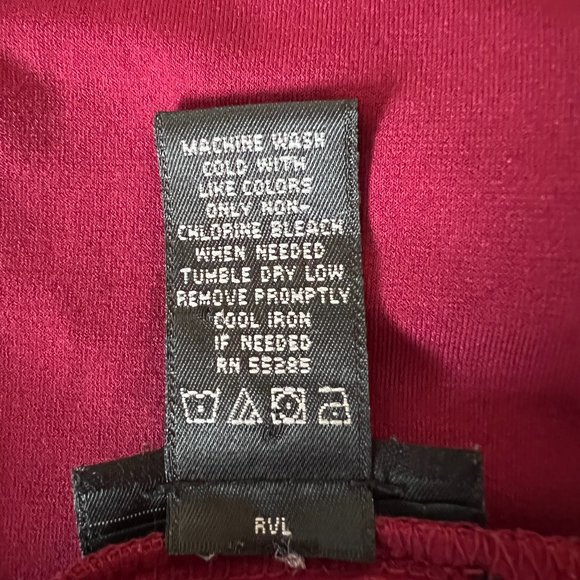 MACHINE WASH
COLD WITH
LIKE COLORS
ONLY NON-
CHLORINE BLEACH
WHEN NEEDED
TUMBLE DRY LOW
REMOVE PROMPTLY
COOL IRON
IF NEEDED
RN 55285
RVL